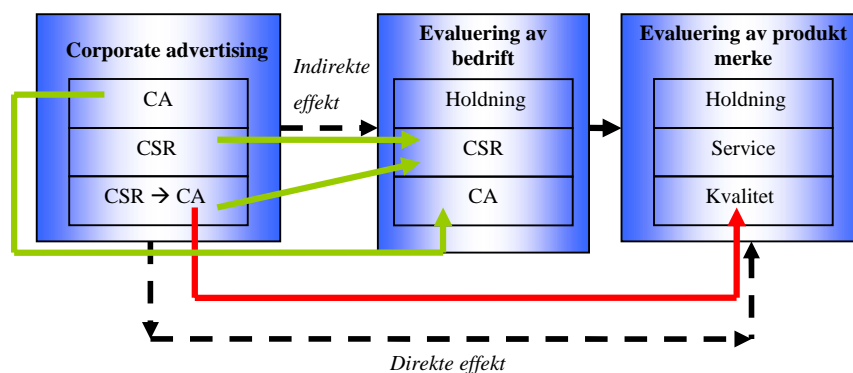 Corporate advertising
CA
CSR
CSR → CA
Indirekte
effekt
Evaluering av
bedrift
Holdning
CSR
CA
Evaluering av produkt
merke
Holdning
Service
Kvalitet
Direkte effekt